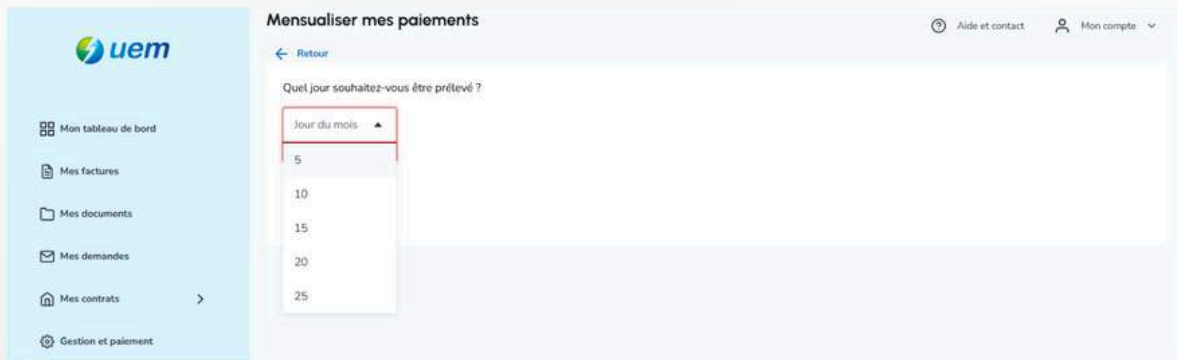 uem
Mon tableau de bord
Mes factures
Mes documents
Mes demandes
Mes contrats
Gestion et paiement
Mensualiser mes paiements
Aide et contact
Mon compte
Retour
Quel jour souhaitez-vous être prélevé ?
Jour du mois
5
10
15
20
25